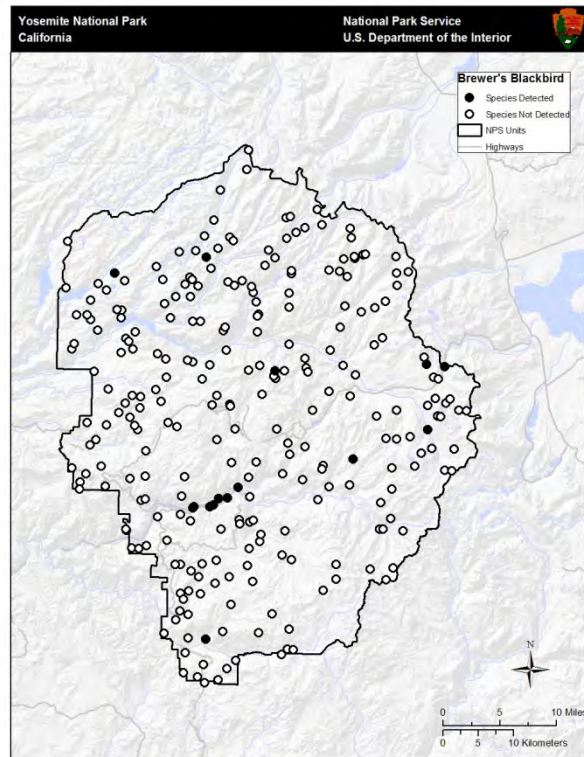 Yosemite National Park
California
National Park Service
U.S. Department of the Interior
Brewer's Blackbird
Species Detected
Species Not Detected
NPS Units
Highways
N
0 5 10 Miles
0 5 10 Kilometers